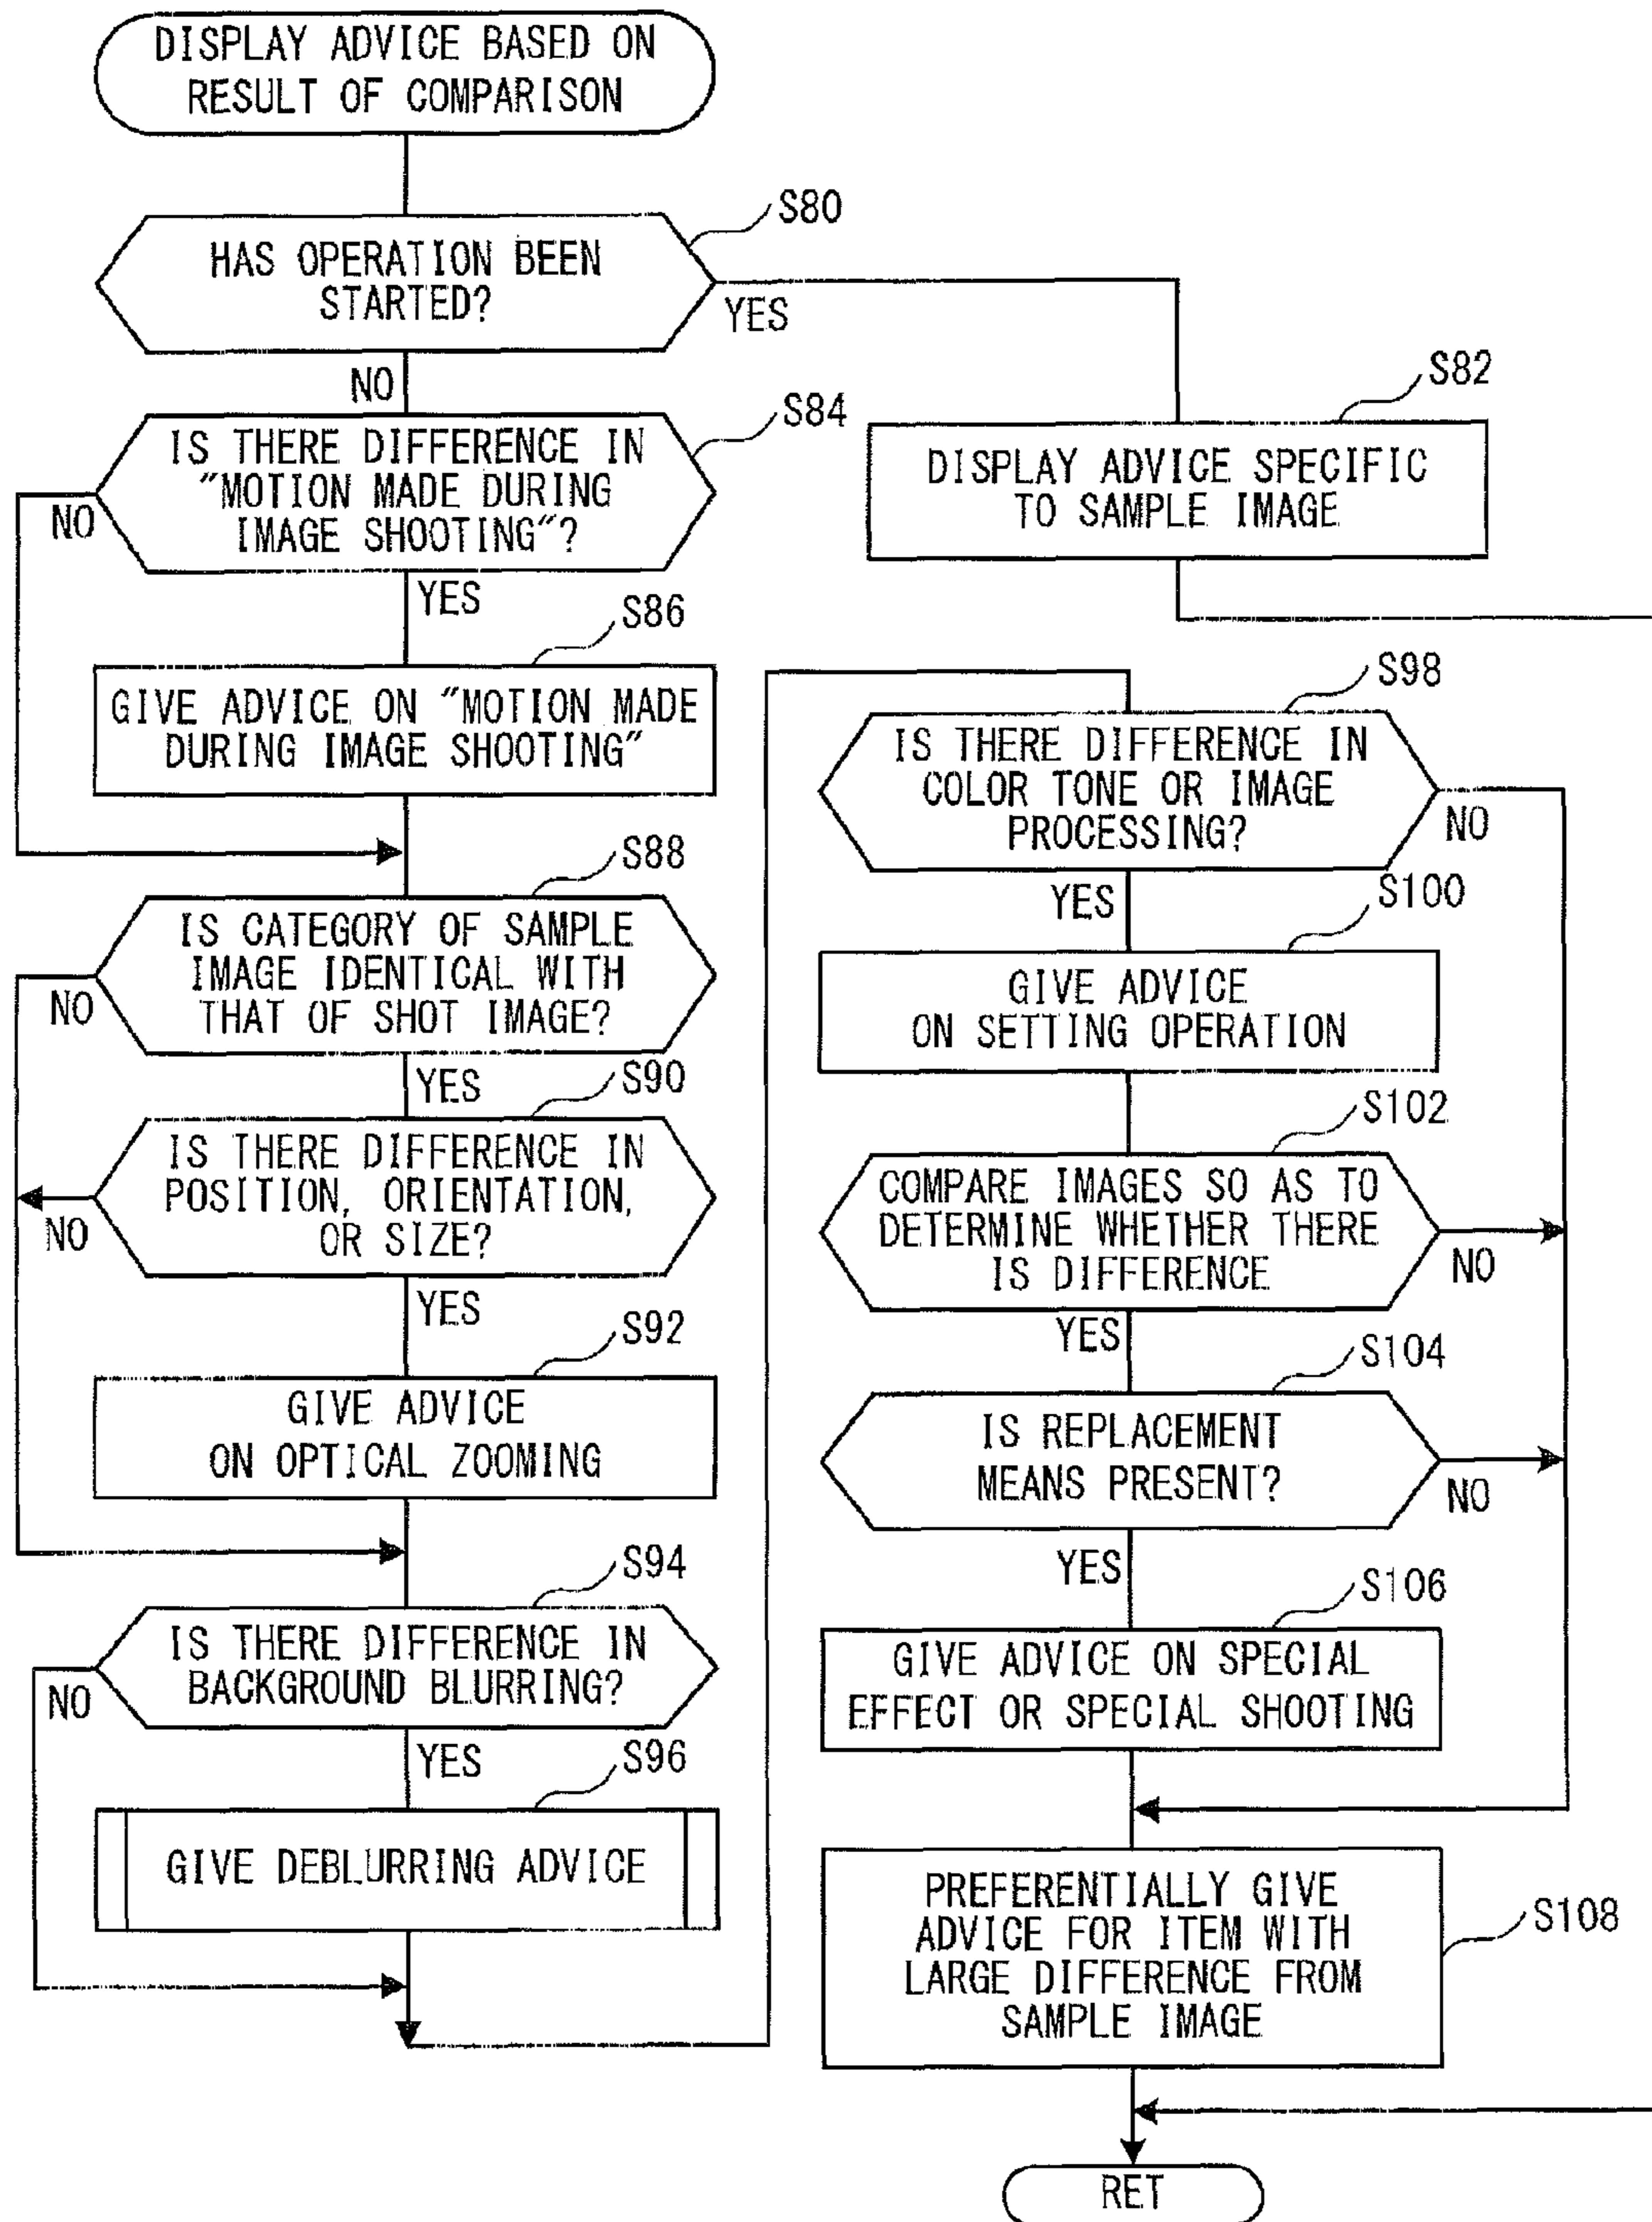 DISPLAY ADVICE BASED ON
RESULT OF COMPARISON
S80
HAS OPERATION BEEN
STARTED?
YES
NO
S84
IS THERE DIFFERENCE IN
"MOTION MADE DURING
IMAGE SHOOTING"?
NO
YES
S86
GIVE ADVICE ON "MOTION MADE
DURING IMAGE SHOOTING"
S88
IS CATEGORY OF SAMPLE
IMAGE IDENTICAL WITH
THAT OF SHOT IMAGE?
NO
YES
S90
IS THERE DIFFERENCE IN
POSITION, ORIENTATION,
OR SIZE?
NO
YES
S92
GIVE ADVICE
ON OPTICAL ZOOMING
S94
IS THERE DIFFERENCE IN
BACKGROUND BLURRING?
NO
YES
S96
GIVE DEBLURRING ADVICE
S82
DISPLAY ADVICE SPECIFIC
TO SAMPLE IMAGE
S98
IS THERE DIFFERENCE IN
COLOR TONE OR IMAGE
PROCESSING?
NO
YES
S100
GIVE ADVICE
ON SETTING OPERATION
S102
COMPARE IMAGES SO AS TO
DETERMINE WHETHER THERE
IS DIFFERENCE
NO
YES
S104
IS REPLACEMENT
MEANS PRESENT?
NO
YES
S106
GIVE ADVICE ON SPECIAL
EFFECT OR SPECIAL SHOOTING
PREFERENTIALLY GIVE
ADVICE FOR ITEM WITH
LARGE DIFFERENCE FROM
SAMPLE IMAGE
S108
RET